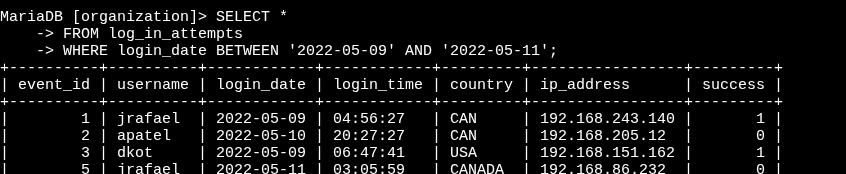 MariaDB [organization]> SELECT *
    -> FROM log_in_attempts
    -> WHERE login_date BETWEEN '2022-05-09' AND '2022-05-11';
+----------+----------+------------+------------+---------+-----------------+---------+
| event_id | username | login_date | login_time | country | ip_address      | success |
+----------+----------+------------+------------+---------+-----------------+---------+
|        1 | jrafael  | 2022-05-09 | 04:56:27   | CAN     | 192.168.243.140 |       1 |
|        2 | apatel   | 2022-05-10 | 20:27:27   | CAN     | 192.168.205.12  |       0 |
|        3 | dkot     | 2022-05-09 | 06:47:41   | USA     | 192.168.151.162 |       1 |
|        5 | jrafael  | 2022-05-11 | 03:05:59   | CANADA  | 192.168.86.232  |       0 |